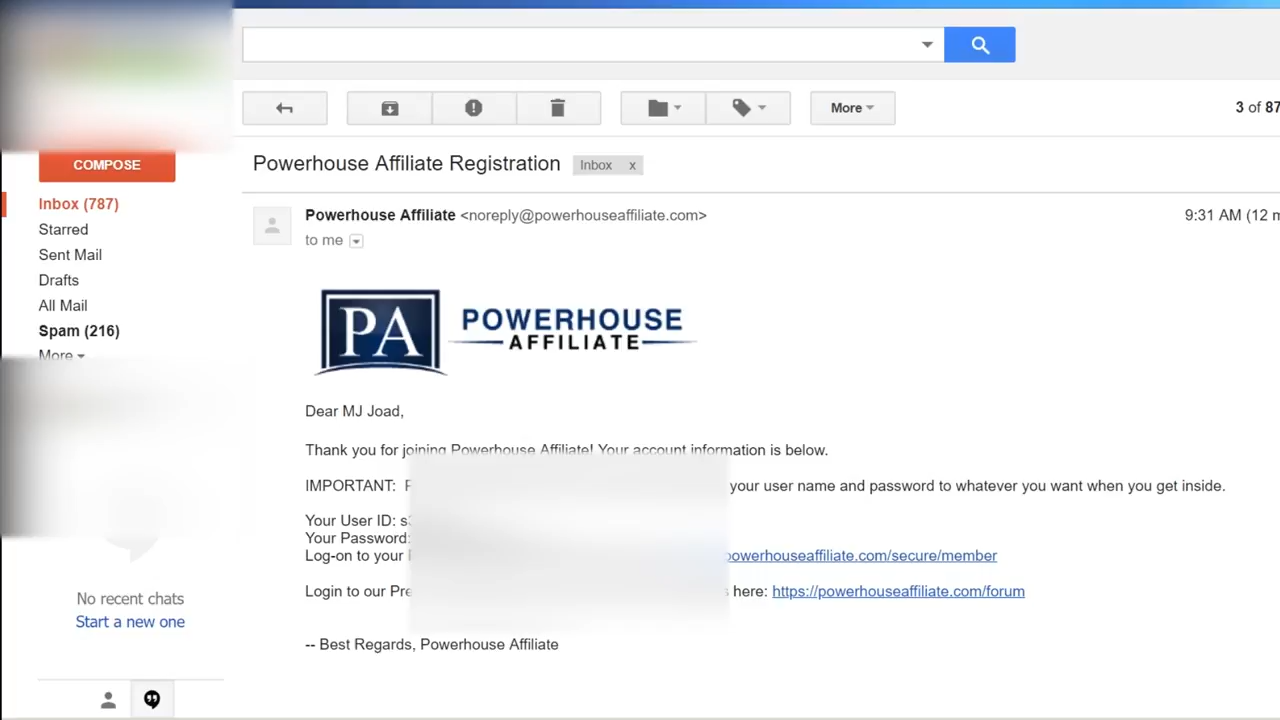 More
3 of 87
COMPOSE
Powerhouse Affiliate Registration
Inbox x
Inbox (787)
Starred
Sent Mail
Drafts
All Mail
Spam (216)
More
Powerhouse Affiliate <noreply@powerhouseaffiliate.com>
9:31 AM (12 m
to me
PA POWERHOUSE
AFFILIATE
Dear MJ Joad,
Thank you for joining Powerhouse Affiliate! Your account information is below.
IMPORTANT: your user name and password to whatever you want when you get inside.
Your User ID:
Your Password:
Log-on to your powerhouseaffiliate.com/secure/member
Login to our here: https://powerhouseaffiliate.com/forum
-- Best Regards, Powerhouse Affiliate
No recent chats
Start a new one